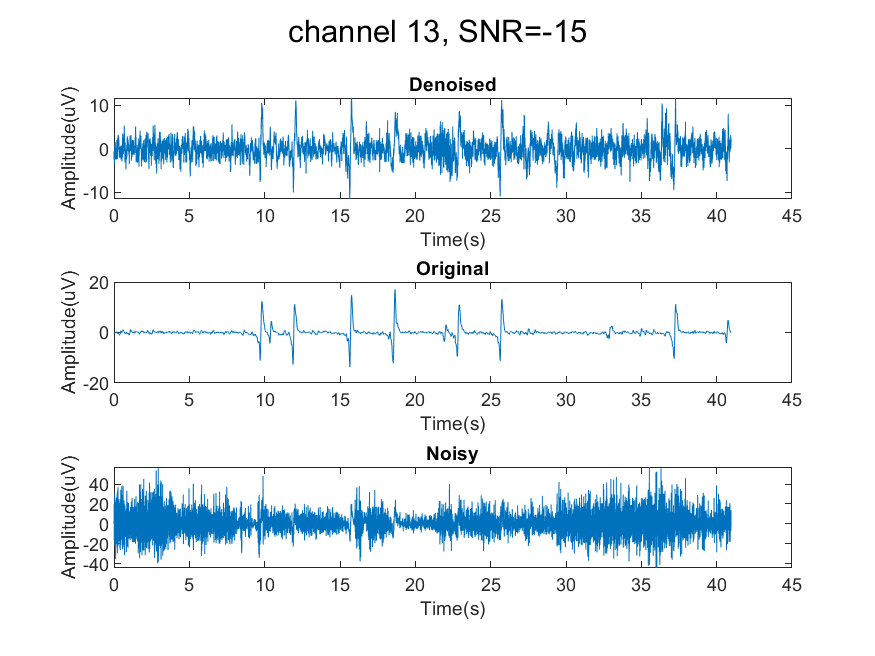 channel 13, SNR=-15
Denoised
Amplitude(uV)
10
0
-10
0 5 10 15 20 25 30 35 40 45
Time(s)
Original
Amplitude(uV)
20
0
-20
0 5 10 15 20 25 30 35 40 45
Time(s)
Noisy
Amplitude(uV)
40
20
0
-20
-40
0 5 10 15 20 25 30 35 40 45
Time(s)